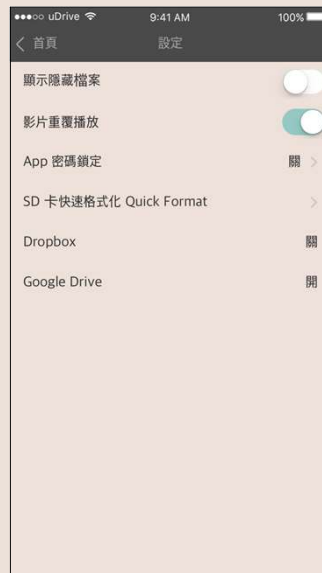 uDrive 9:41 AM 100%
首頁 設定
顯示隱藏檔案
影片重覆播放
App 密碼鎖定 關
SD 卡快速格式化 Quick Format
Dropbox 關
Google Drive 開